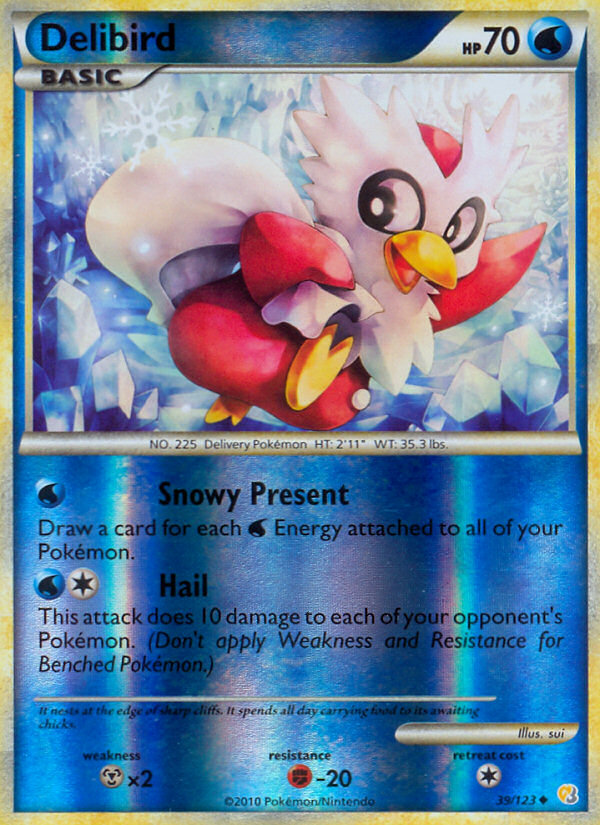 Delibird
HP 70
BASIC
NO. 225 Delivery Pokémon HT: 2'11" WT: 35.3 lbs.
Snowy Present
Draw a card for each Energy attached to all of your
Pokémon.
Hail
This attack does 10 damage to each of your opponent's
Pokémon. (Don't apply Weakness and Resistance for
Benched Pokémon.)
It nests at the edge of sharp cliffs. It spends all day carrying food to its awaiting
chicks.
Illus. sui
weakness resistance retreat cost
×2 -20
©2010 Pokémon/Nintendo 39/123